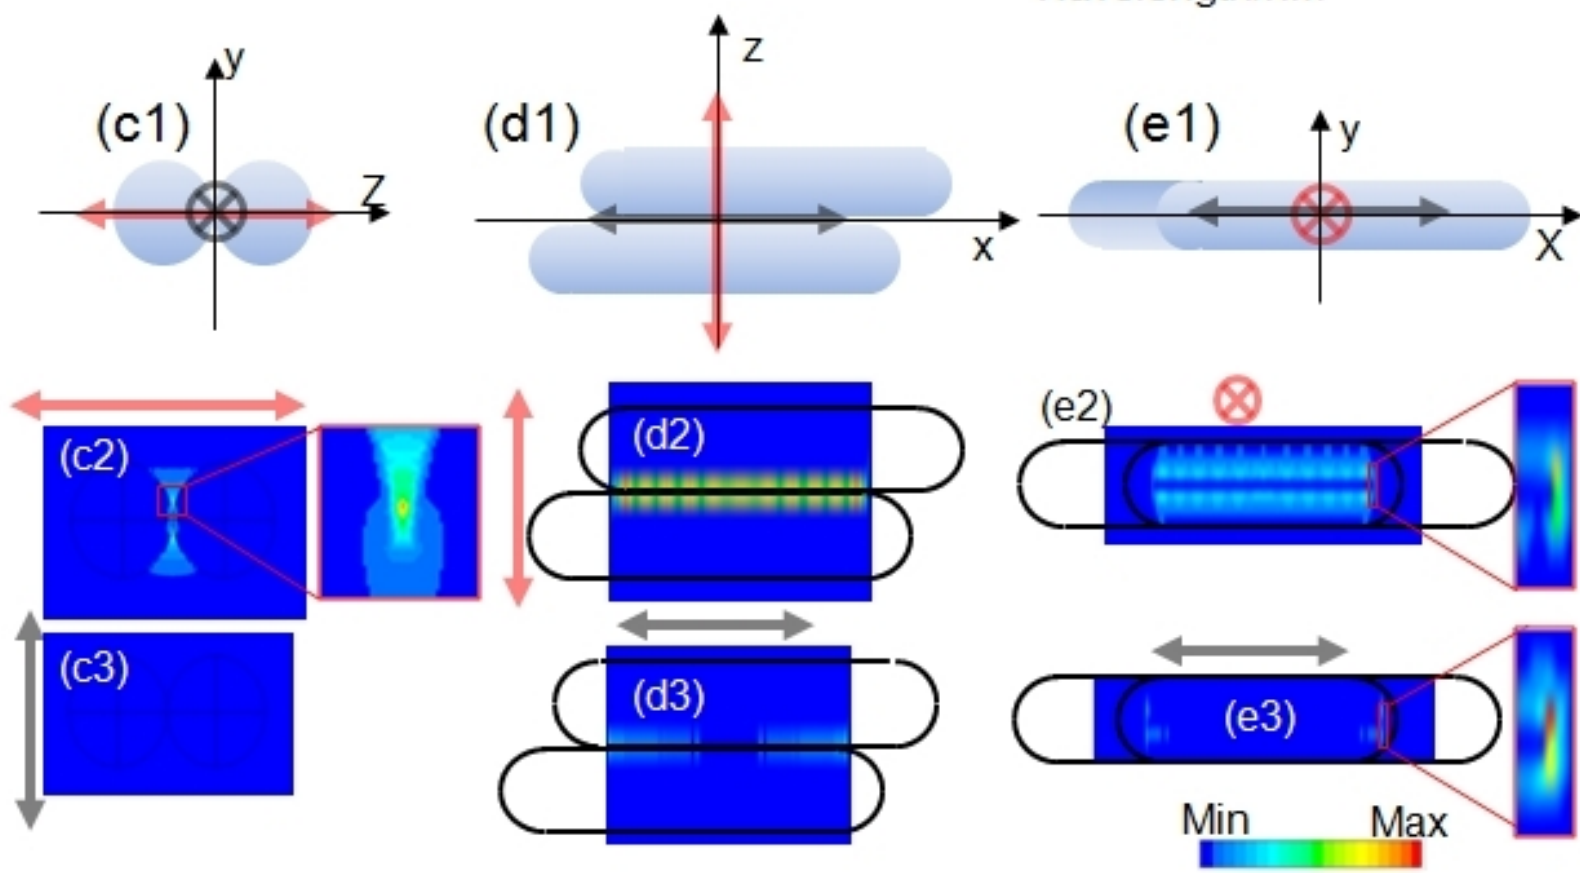 y
z
(c1)
(d1)
(e1)
y
Z
x
X
(c2)
(d2)
(e2)
(c3)
(d3)
(e3)
Min
Max